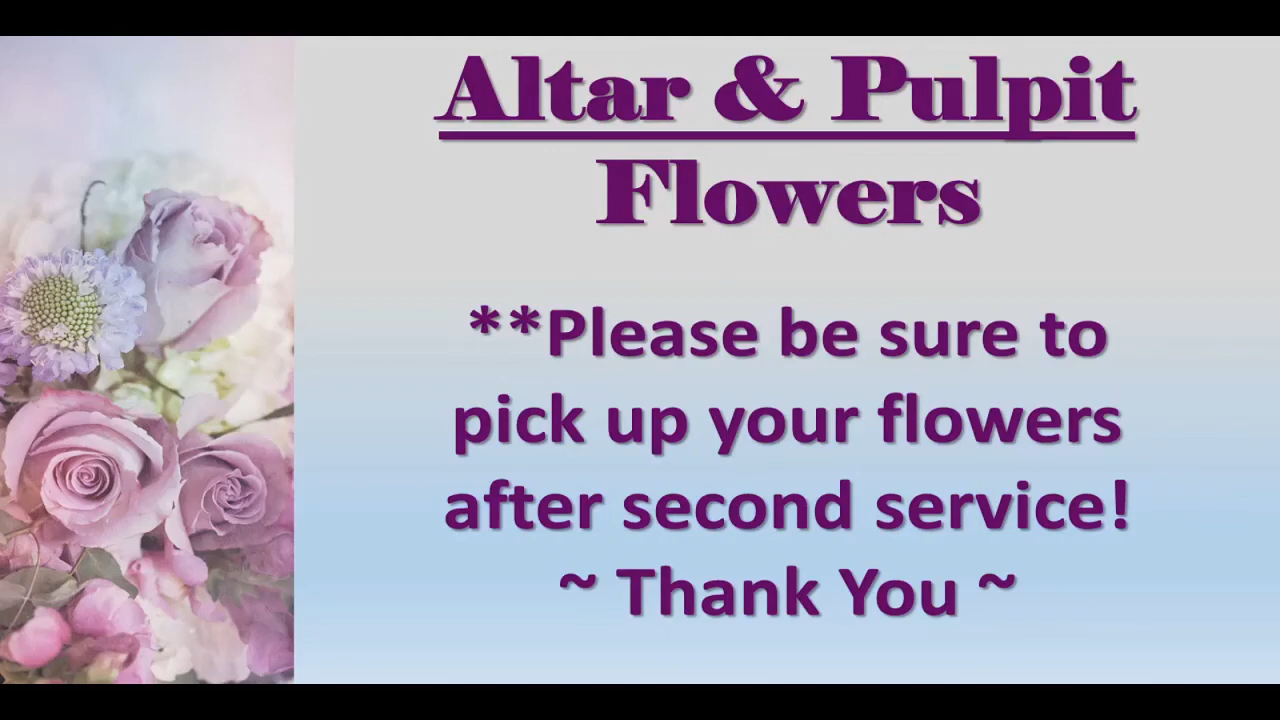 Altar & Pulpit
Flowers
**Please be sure to
pick up your flowers
after second service!
~ Thank You ~